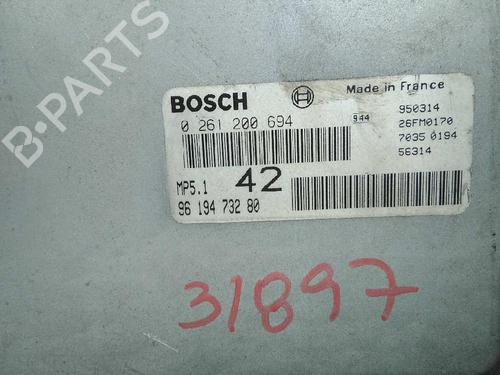 B-PARTS
Made in France
BOSCH
950314
0 261 200 694
944
26FM0170
7035 0194
56314
MP5.1
42
96 194 732 80
31897